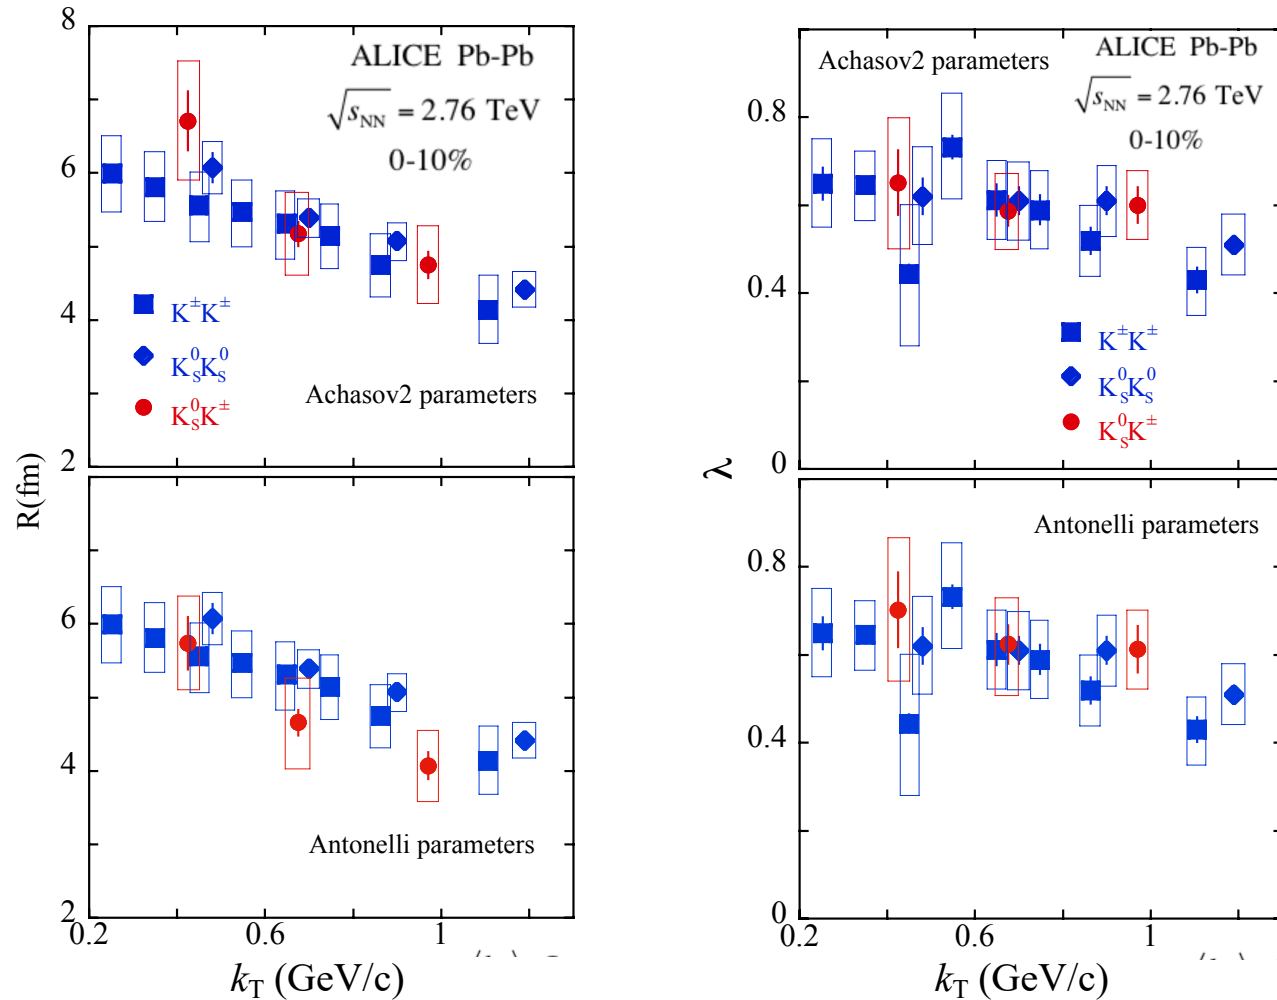 8
6
4
2
ALICE Pb-Pb
√sNN = 2.76 TeV
0-10%
K±K±
K0SK0S
K0SK±
Achasov2 parameters
R(fm)
6
4
2
Antonelli parameters
0.2
0.6
1
kT (GeV/c)
0.8
0.4
0
Achasov2 parameters
ALICE Pb-Pb
√sNN = 2.76 TeV
0-10%
K±K±
K0SK0S
K0SK±
λ
0.8
0.4
0
Antonelli parameters
0.2
0.6
1
kT (GeV/c)